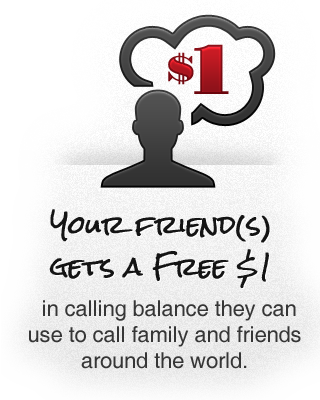 $1
Your friend(s)
gets a Free $1
in calling balance they can
use to call family and friends
around the world.